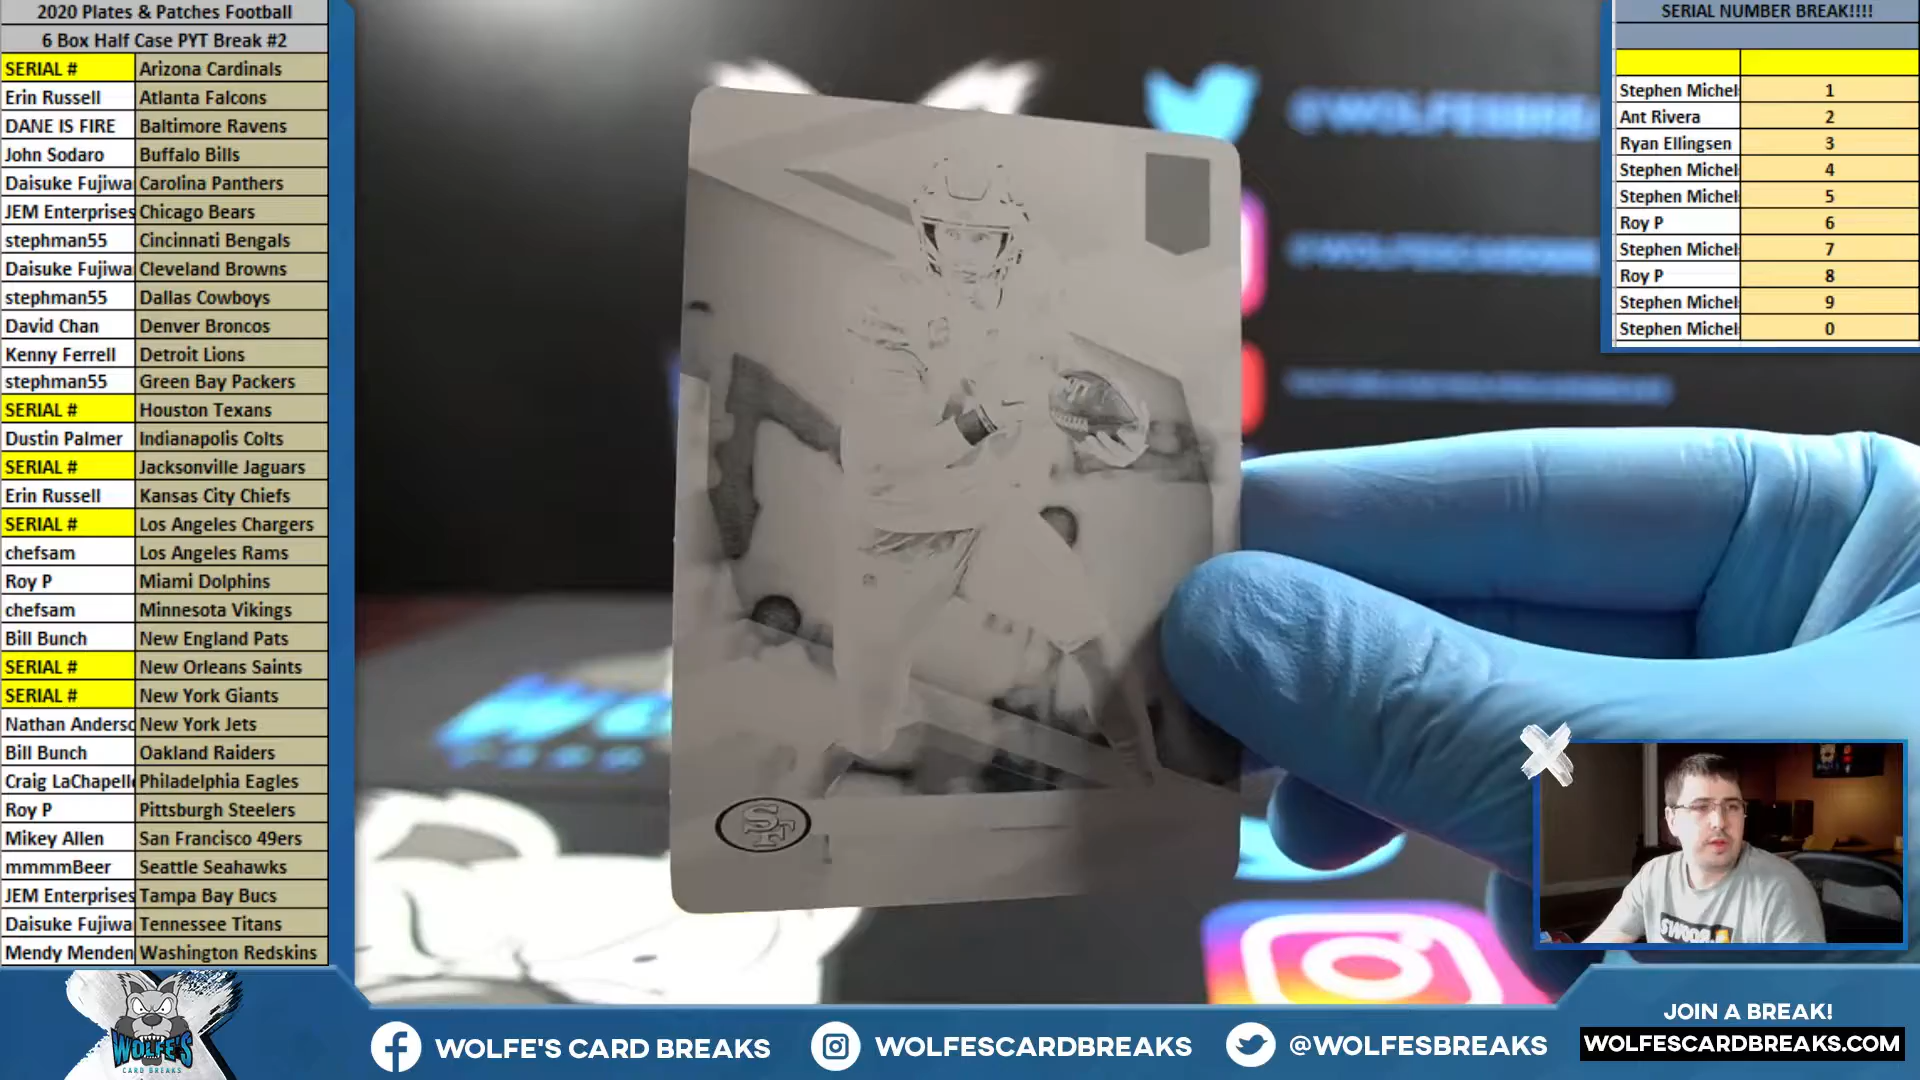 2020 Plates & Patches Football
6 Box Half Case PYT Break #2
SERIAL # Arizona Cardinals
Erin Russell Atlanta Falcons
DANE IS FIRE Baltimore Ravens
John Sodaro Buffalo Bills
Daisuke Fujiwa Carolina Panthers
JEM Enterprises Chicago Bears
stephman55 Cincinnati Bengals
Daisuke Fujiwa Cleveland Browns
stephman55 Dallas Cowboys
David Chan Denver Broncos
Kenny Ferrell Detroit Lions
stephman55 Green Bay Packers
SERIAL # Houston Texans
Dustin Palmer Indianapolis Colts
SERIAL # Jacksonville Jaguars
Erin Russell Kansas City Chiefs
SERIAL # Los Angeles Chargers
chefsam Los Angeles Rams
Roy P Miami Dolphins
chefsam Minnesota Vikings
Bill Bunch New England Pats
SERIAL # New Orleans Saints
SERIAL # New York Giants
Nathan Anderso New York Jets
Bill Bunch Oakland Raiders
Craig LaChapelle Philadelphia Eagles
Roy P Pittsburgh Steelers
Mikey Allen San Francisco 49ers
mmmmBeer Seattle Seahawks
JEM Enterprises Tampa Bay Bucs
Daisuke Fujiwa Tennessee Titans
Mendy Menden Washington Redskins
SERIAL NUMBER BREAK!!!!
Stephen Michel 1
Ant Rivera 2
Ryan Ellingsen 3
Stephen Michel 4
Stephen Michel 5
Roy P 6
Stephen Michel 7
Roy P 8
Stephen Michel 9
Stephen Michel 0
@WOLFESBREA
SF
WOLFE'S
CARD BREAKS
WOLFE'S CARD BREAKS
WOLFESCARDBREAKS
@WOLFESBREAKS
JOIN A BREAK!
WOLFESCARDBREAKS.COM